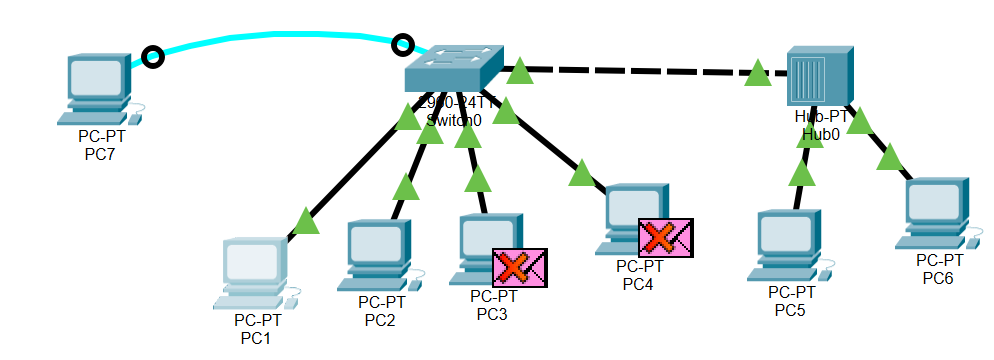 PC-PT
PC7
2960-24TT
Switch0
Hub-PT
Hub0
PC-PT
PC1
PC-PT
PC2
PC-PT
PC3
PC-PT
PC4
PC-PT
PC5
PC-PT
PC6